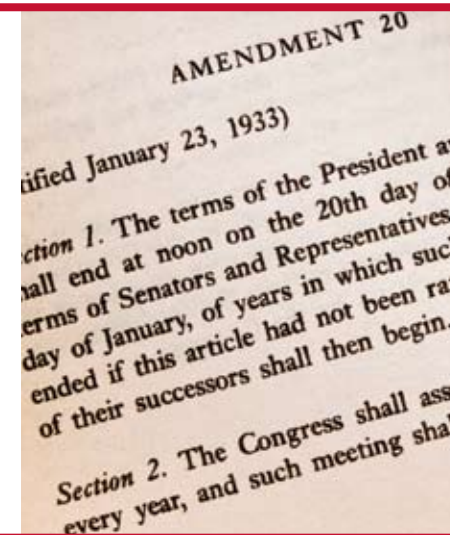 AMENDMENT 20
ified January 23, 1933)
ction 1. The terms of the President a
all end at noon on the 20th day of
erms of Senators and Representatives
day of January, of years in which suc
ended if this article had not been ra
of their successors shall then begin.
Section 2. The Congress shall ass
every year, and such meeting shal